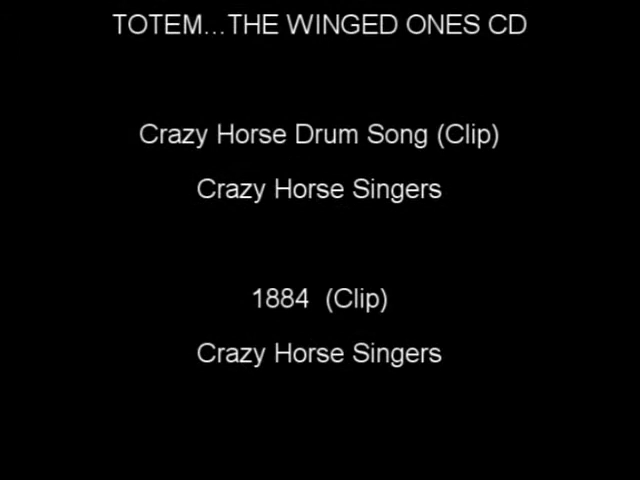 TOTEM...THE WINGED ONES CD
Crazy Horse Drum Song (Clip)
Crazy Horse Singers
1884  (Clip)
Crazy Horse Singers